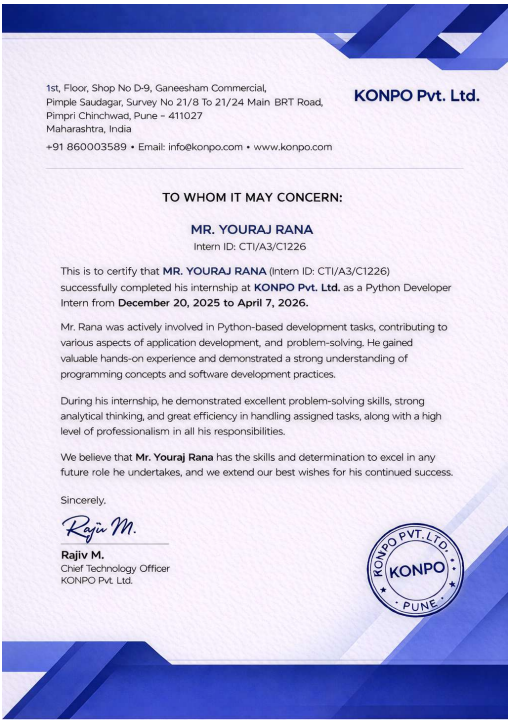 1st, Floor, Shop No D-9, Ganeesham Commercial,
Pimple Saudagar, Survey No 21/8 To 21/24 Main BRT Road,
Pimpri Chinchwad, Pune – 411027
Maharashtra, India
+91 860003589 • Email: info@konpo.com • www.konpo.com
KONPO Pvt. Ltd.
TO WHOM IT MAY CONCERN:
MR. YOURAJ RANA
Intern ID: CTI/A3/C1226
This is to certify that MR. YOURAJ RANA (Intern ID: CTI/A3/C1226)
successfully completed his internship at KONPO Pvt. Ltd. as a Python Developer
Intern from December 20, 2025 to April 7, 2026.
Mr. Rana was actively involved in Python-based development tasks, contributing to
various aspects of application development, and problem-solving. He gained
valuable hands-on experience and demonstrated a strong understanding of
programming concepts and software development practices.
During his internship, he demonstrated excellent problem-solving skills, strong
analytical thinking, and great efficiency in handling assigned tasks, along with a high
level of professionalism in all his responsibilities.
We believe that Mr. Youraj Rana has the skills and determination to excel in any
future role he undertakes, and we extend our best wishes for his continued success.
Sincerely.
Rajiv M.
Rajiv M.
Chief Technology Officer
KONPO Pvt. Ltd.
KONPO PVT. LTD.
KONPO
PUNE